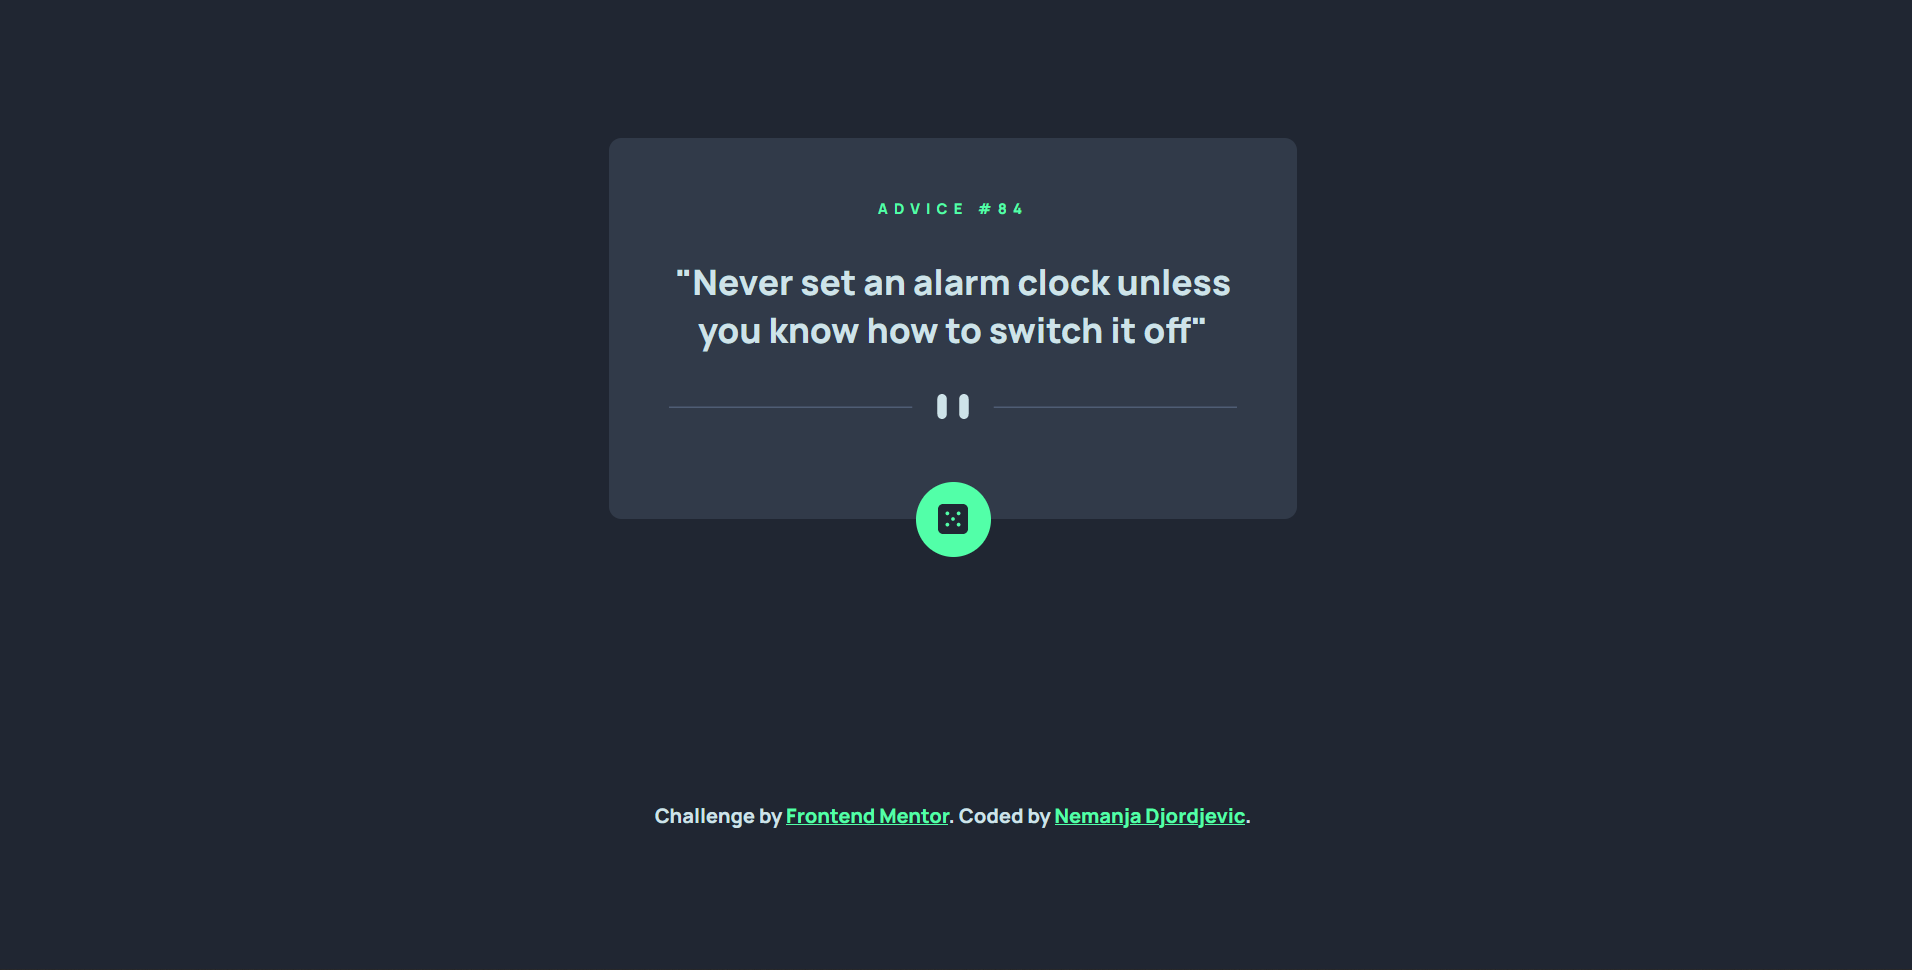 ADVICE #84
"Never set an alarm clock unless
you know how to switch it off"
Challenge by Frontend Mentor. Coded by Nemanja Djordjevic.